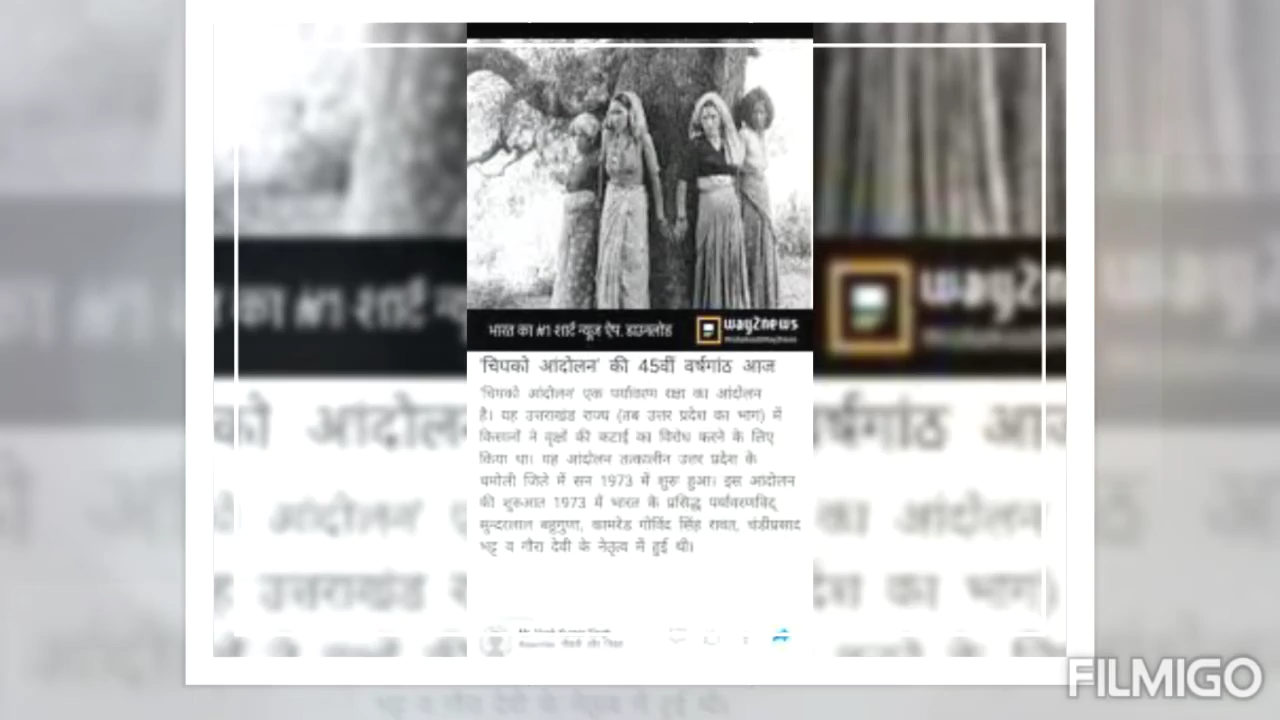 भारत का #1 शार्ट न्यूज ऐप. डाउनलोड
way2news
'चिपको आंदोलन' की 45वीं वर्षगांठ आज
'चिपको आंदोलन' एक पर्यावरण रक्षा का आंदोलन
है। यह उत्तराखंड राज्य (तब उत्तर प्रदेश का भाग) में
किसानों ने वृक्षों की कटाई का विरोध करने के लिए
किया था। यह आंदोलन तत्कालीन उत्तर प्रदेश के
चमोली जिले में सन 1973 में शुरू हुआ। इस आंदोलन
की शुरुआत 1973 में भारत के प्रसिद्ध पर्यावरणविद्
सुन्दरलाल बहुगुणा, कामरेड गोविंद सिंह रावत, चंडीप्रसाद
भट्ट व गौरा देवी के नेतृत्व में हुई थी।
FILMIGO